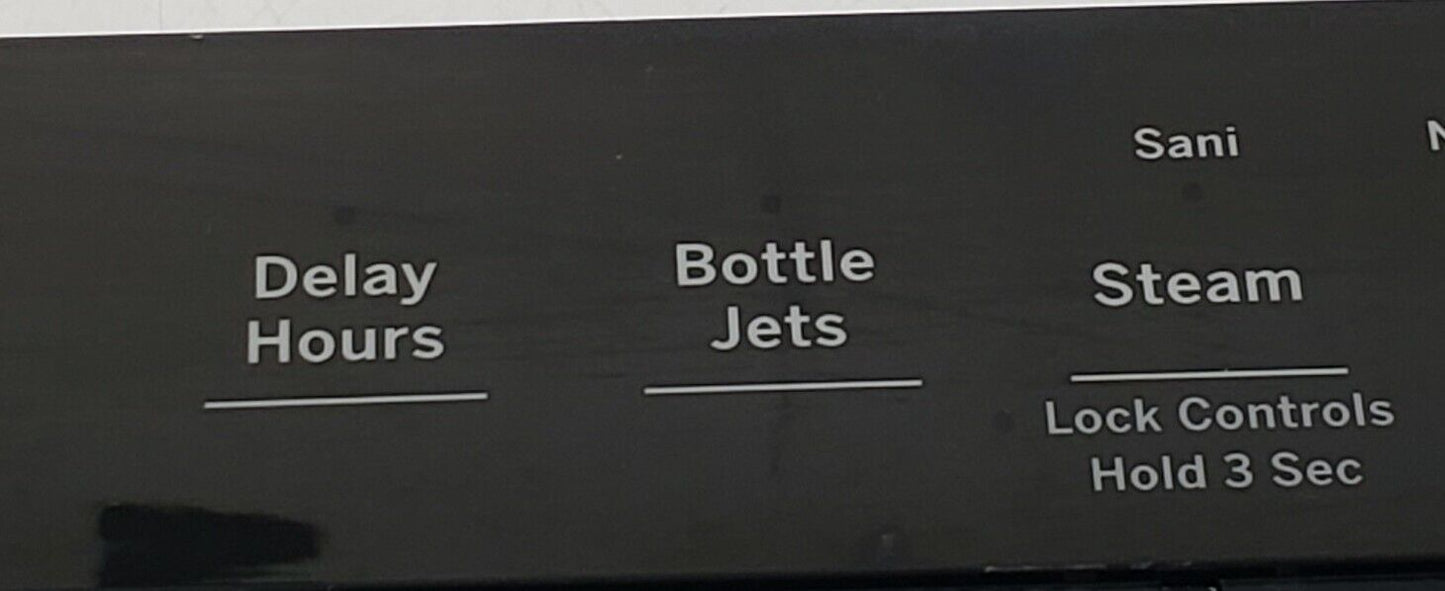 Sani
Delay
Hours
Bottle
Jets
Steam
Lock Controls
Hold 3 Sec